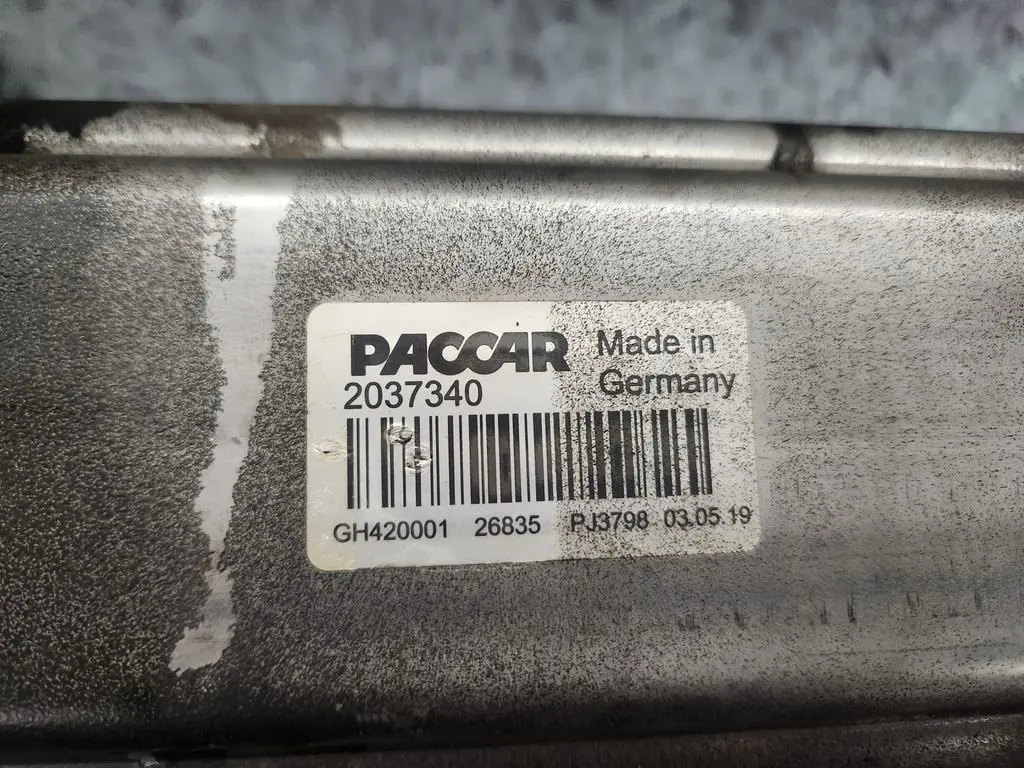 PACCAR Made in
2037340 Germany
GH420001 26835 PJ3798 03.05.19